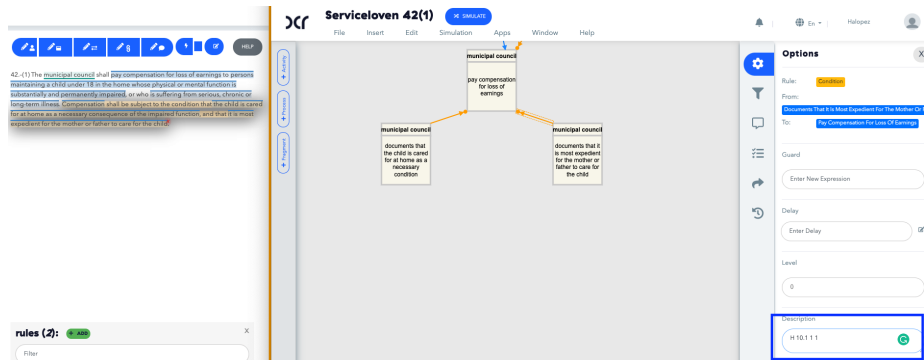 HELP
42.-(1) The municipal council shall pay compensation for loss of earnings to persons
maintaining a child under 18 in the home whose physical or mental function is
substantially and permanently impaired, or who is suffering from serious, chronic or
long-term illness. Compensation shall be subject to the condition that the child is cared
for at home as a necessary consequence of the impaired function, and that it is most
expedient for the mother or father to care for the child.
rules (2): + ADD X
Filter
DCR Serviceloven 42(1) SIMULATE
File Insert Edit Simulation Apps Window Help
En Halopez
+ Activity
+ Process
+ Fragment
municipal council
pay compensation
for loss of
earnings
municipal council
documents that
the child is cared
for at home as a
necessary
condition
municipal council
documents that it
is most expedient
for the mother or
father to care for
the child
Options X
Rule: Condition
From:
Documents That It Is Most Expedient For The Mother Or
To: Pay Compensation For Loss Of Earnings
Guard
Enter New Expression
Delay
Enter Delay
Level
0
Description
H 10.1 1 1